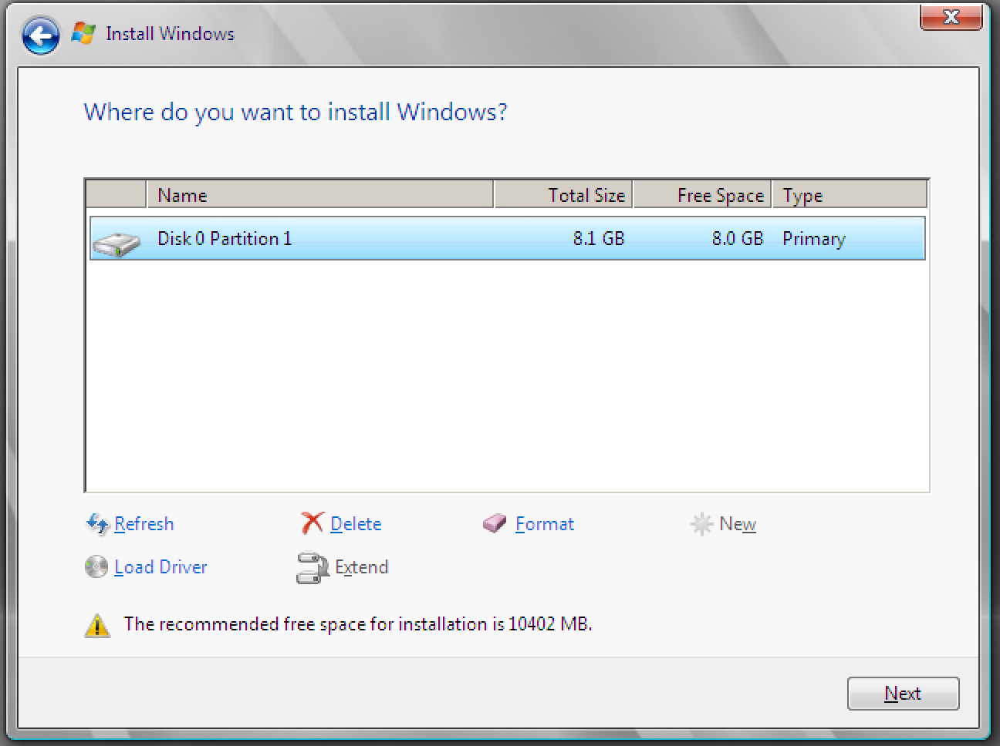 Install Windows
X
Where do you want to install Windows?
Name Total Size Free Space Type
Disk 0 Partition 1 8.1 GB 8.0 GB Primary
Refresh Delete Format New
Load Driver Extend
The recommended free space for installation is 10402 MB.
Next